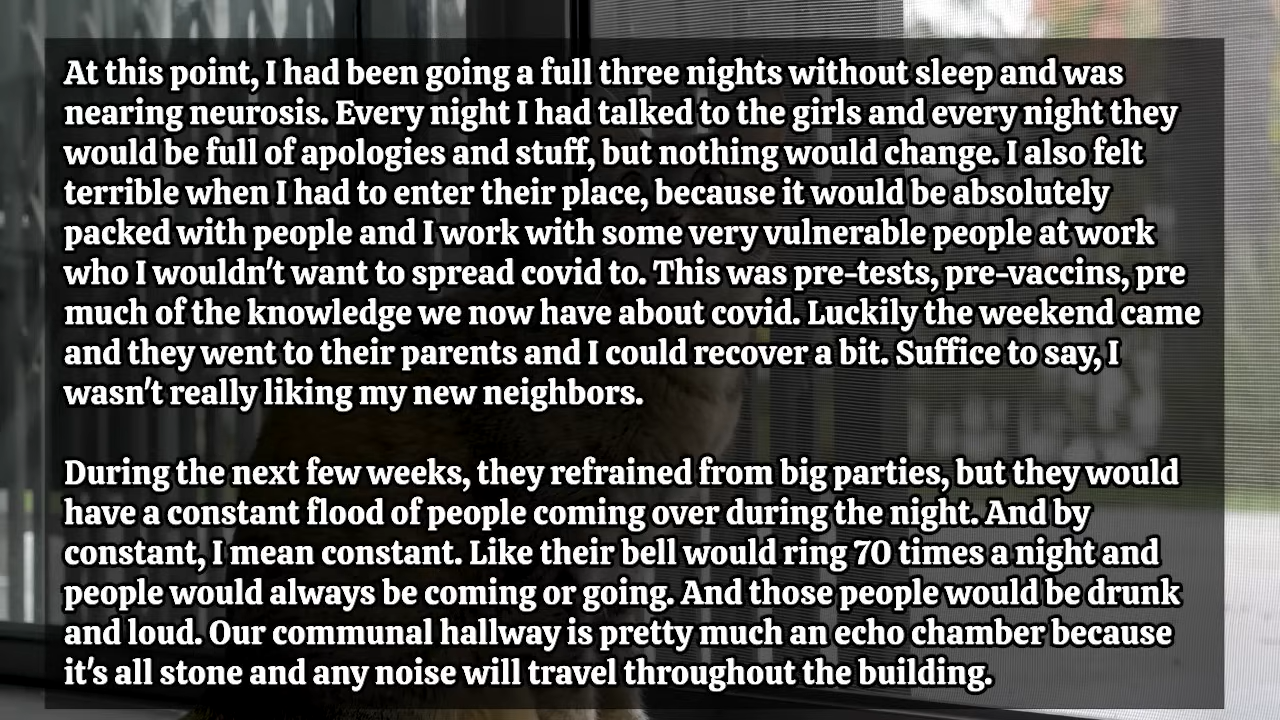 At this point, I had been going a full three nights without sleep and was
nearing neurosis. Every night I had talked to the girls and every night they
would be full of apologies and stuff, but nothing would change. I also felt
terrible when I had to enter their place, because it would be absolutely
packed with people and I work with some very vulnerable people at work
who I wouldn't want to spread covid to. This was pre-tests, pre-vaccins, pre
much of the knowledge we now have about covid. Luckily the weekend came
and they went to their parents and I could recover a bit. Suffice to say, I
wasn't really liking my new neighbors.
During the next few weeks, they refrained from big parties, but they would
have a constant flood of people coming over during the night. And by
constant, I mean constant. Like their bell would ring 70 times a night and
people would always be coming or going. And those people would be drunk
and loud. Our communal hallway is pretty much an echo chamber because
it's all stone and any noise will travel throughout the building.